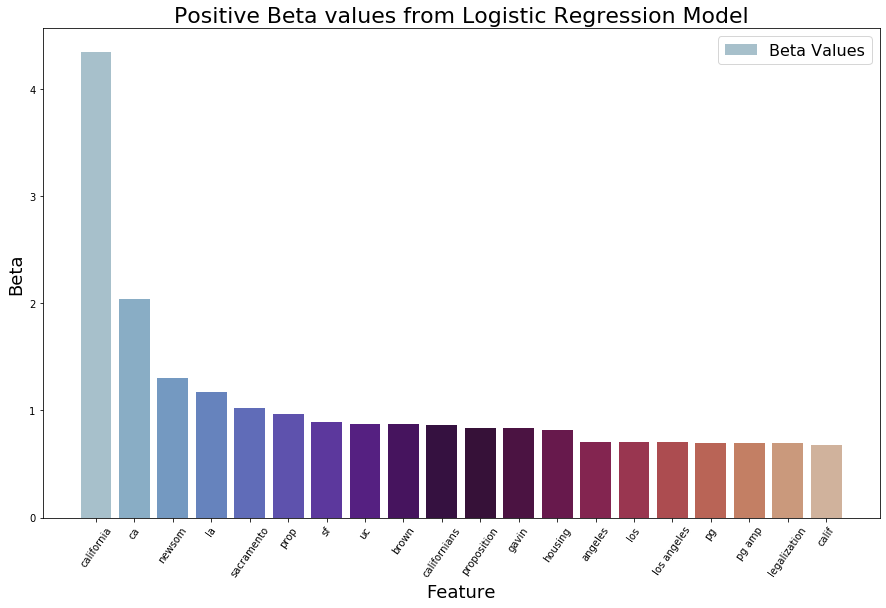 Positive Beta values from Logistic Regression Model
Beta Values
Beta
4
3
2
1
0
california
ca
newsom
la
sacramento
prop
sf
uc
brown
californians
proposition
gavin
housing
angeles
los
los angeles
pg
pg amp
legalization
calif
Feature